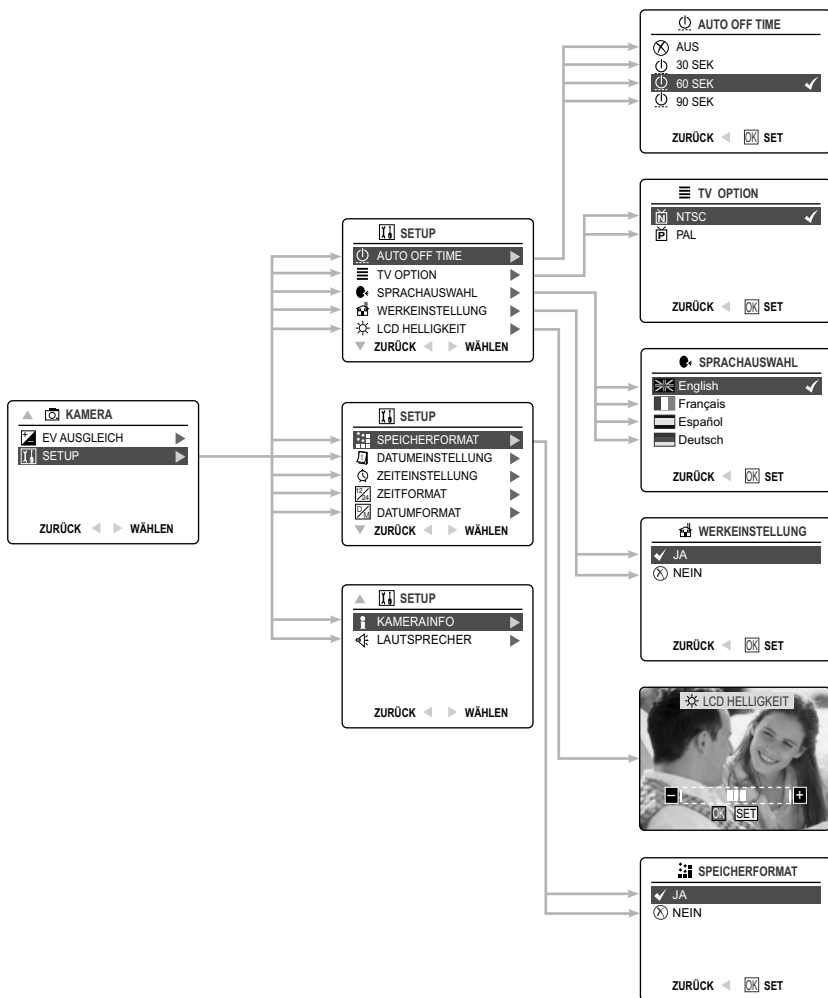 AUTO OFF TIME
AUS
30 SEK
60 SEK
90 SEK
ZURÜCK OK SET
TV OPTION
N NTSC
P PAL
ZURÜCK OK SET
SETUP
AUTO OFF TIME
TV OPTION
SPRACHAUSWAHL
WERKEINSTELLUNG
LCD HELLIGKEIT
ZURÜCK WÄHLEN
SPRACHAUSWAHL
English
Français
Español
Deutsch
ZURÜCK OK SET
KAMERA
EV AUSGLEICH
SETUP
ZURÜCK WÄHLEN
SETUP
SPEICHERFORMAT
DATUMEINSTELLUNG
ZEITEINSTELLUNG
12/24 ZEITFORMAT
D/M DATUMFORMAT
ZURÜCK WÄHLEN
WERKEINSTELLUNG
JA
NEIN
ZURÜCK OK SET
SETUP
KAMERAINFO
LAUTSPRECHER
ZURÜCK WÄHLEN
LCD HELLIGKEIT
OK SET
SPEICHERFORMAT
JA
NEIN
ZURÜCK OK SET